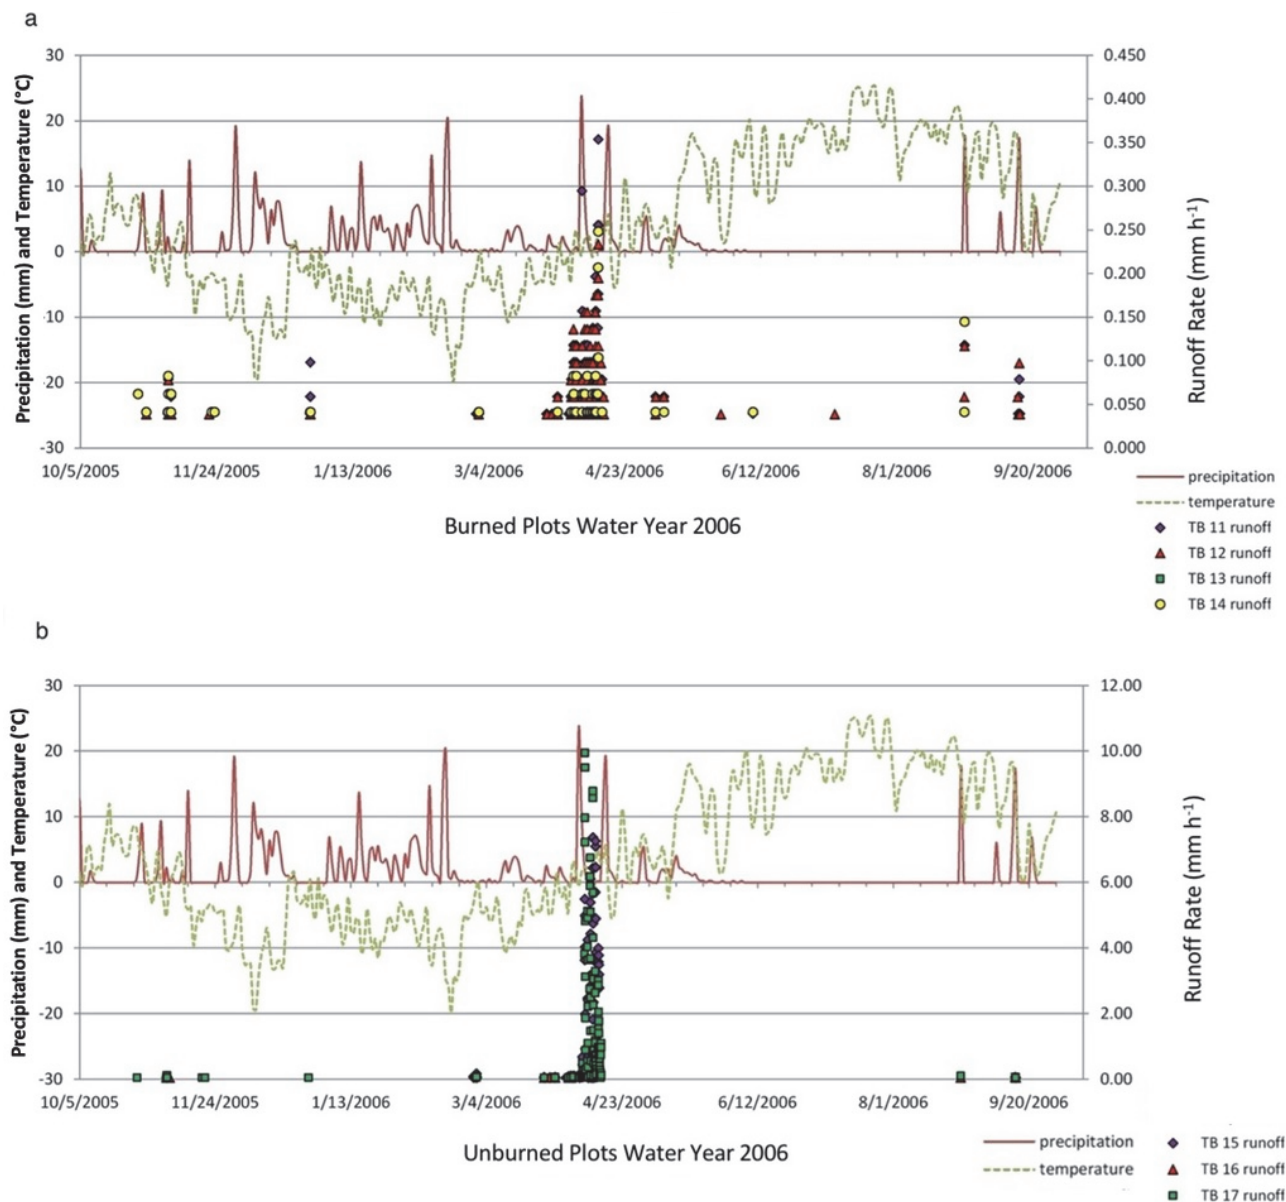 a
Precipitation (mm) and Temperature (°C)
30
20
10
0
-10
-20
-30
0.450
0.400
0.350
0.300
0.250
0.200
0.150
0.100
0.050
0.000
Runoff Rate (mm h-1)
10/5/2005 11/24/2005 1/13/2006 3/4/2006 4/23/2006 6/12/2006 8/1/2006 9/20/2006
Burned Plots Water Year 2006
precipitation
temperature
TB 11 runoff
TB 12 runoff
TB 13 runoff
TB 14 runoff
b
Precipitation (mm) and Temperature (°C)
30
20
10
0
-10
-20
-30
12.00
10.00
8.00
6.00
4.00
2.00
0.00
Runoff Rate (mm h-1)
10/5/2005 11/24/2005 1/13/2006 3/4/2006 4/23/2006 6/12/2006 8/1/2006 9/20/2006
Unburned Plots Water Year 2006
precipitation
temperature
TB 15 runoff
TB 16 runoff
TB 17 runoff